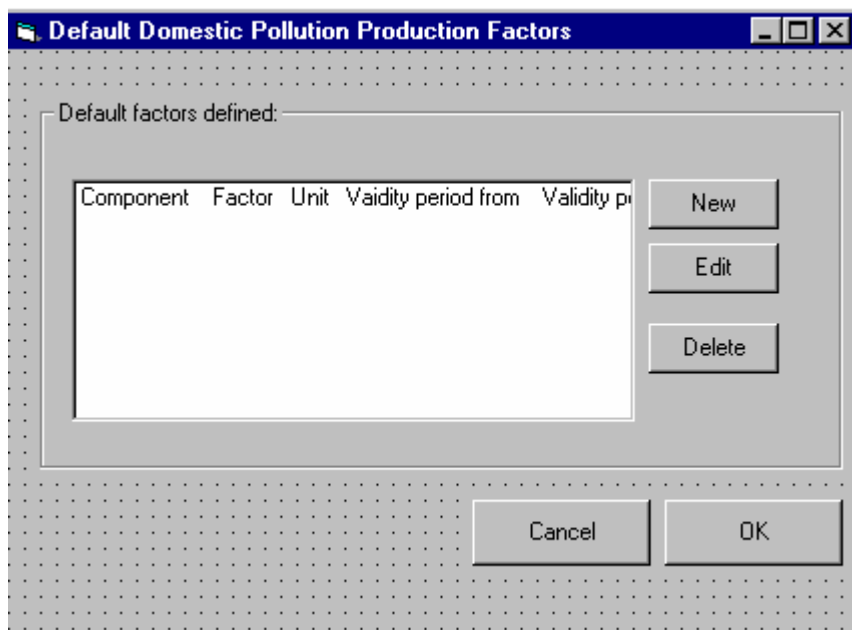 Default Domestic Pollution Production Factors
Default factors defined:
Component Factor Unit Vaidity period from Validity p
New
Edit
Delete
Cancel OK